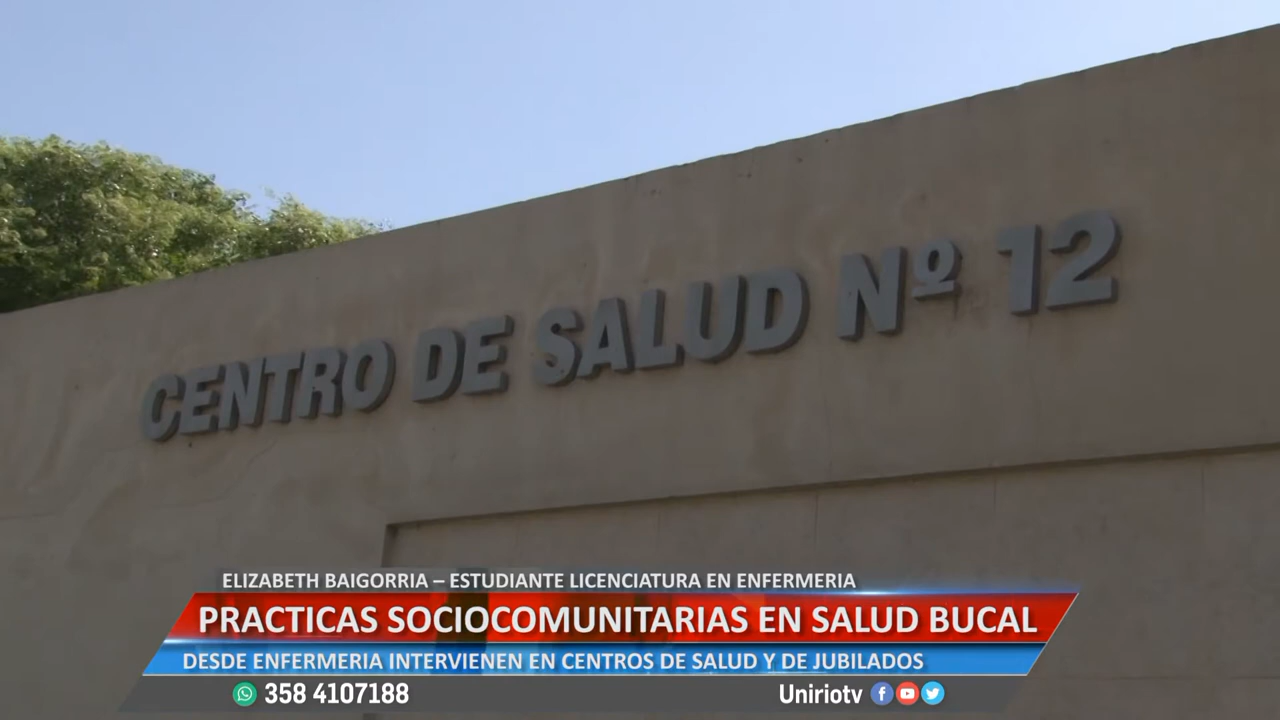 CENTRO DE SALUD Nº 12
ELIZABETH BAIGORRIA – ESTUDIANTE LICENCIATURA EN ENFERMERIA
PRACTICAS SOCIOCOMUNITARIAS EN SALUD BUCAL
DESDE ENFERMERIA INTERVIENEN EN CENTROS DE SALUD Y DE JUBILADOS
358 4107188
Uniriotv